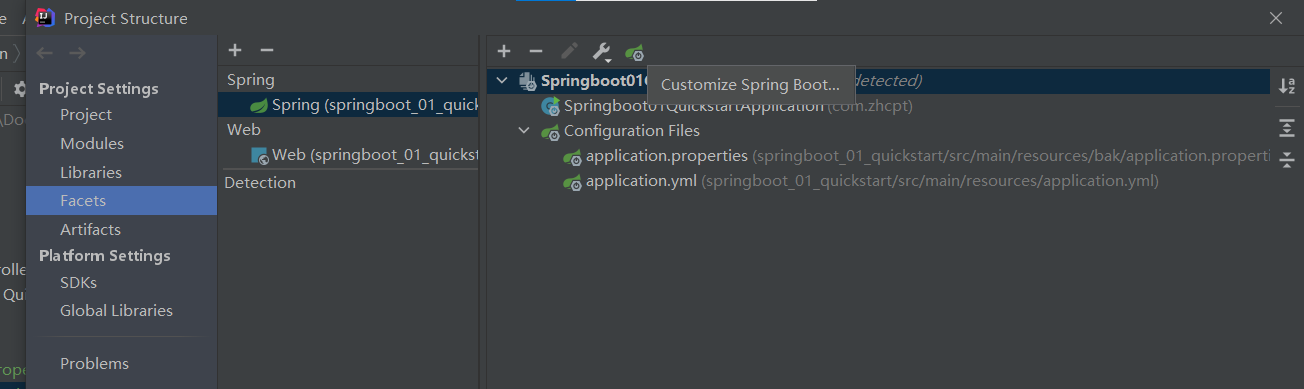 Project Structure
Project Settings
Project
Modules
Libraries
Facets
Artifacts
Platform Settings
SDKs
Global Libraries
Problems
Spring
Spring (springboot_01_quick
Web
Web (springboot_01_quickst
Detection
Springboot01
Customize Spring Boot...
detected)
Springboot01QuickstartApplication (com.zhcpt)
Configuration Files
application.properties (springboot_01_quickstart/src/main/resources/bak/application.properti
application.yml (springboot_01_quickstart/src/main/resources/application.yml)